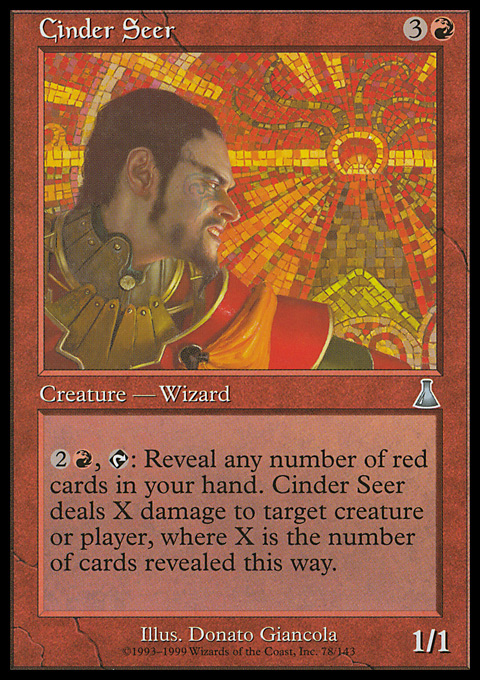 Cinder Seer 3
Creature — Wizard
2, : Reveal any number of red
cards in your hand. Cinder Seer
deals X damage to target creature
or player, where X is the number
of cards revealed this way.
Illus. Donato Giancola
©1993–1999 Wizards of the Coast, Inc. 78/143
1/1